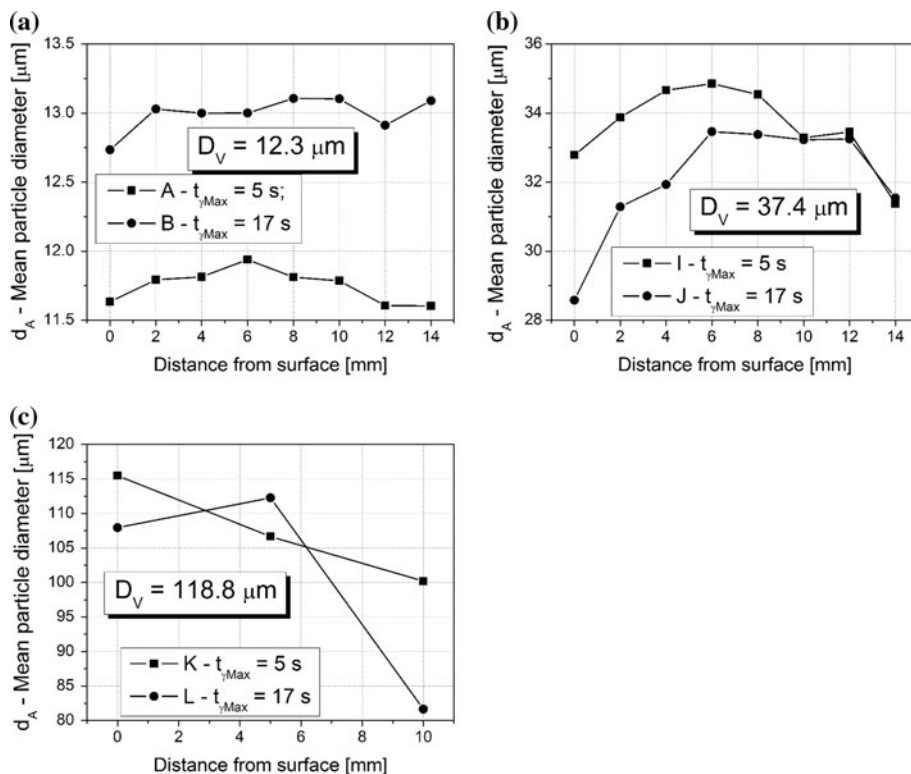 (a)
13.5
13.0
12.5
12.0
11.5
d_A - Mean particle diameter [μm]
D_V = 12.3 μm
A - t_γMax = 5 s;
B - t_γMax = 17 s
0 2 4 6 8 10 12 14
Distance from surface [mm]
(b)
36
34
32
30
28
d_A - Mean particle diameter [μm]
D_V = 37.4 μm
I - t_γMax = 5 s
J - t_γMax = 17 s
0 2 4 6 8 10 12 14
Distance from surface [mm]
(c)
120
115
110
105
100
95
90
85
80
d_A - Mean particle diameter [μm]
D_V = 118.8 μm
K - t_γMax = 5 s
L - t_γMax = 17 s
0 2 4 6 8 10
Distance from surface [mm]